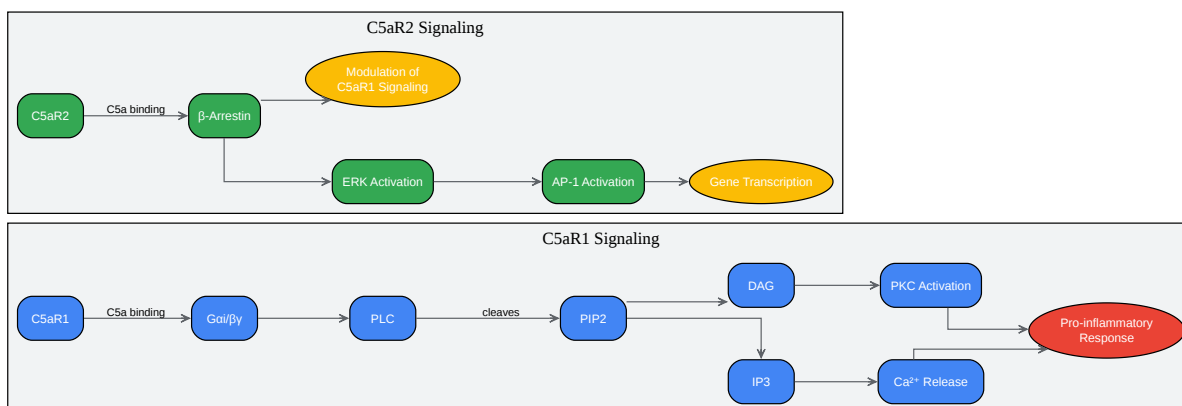 C5aR2 Signaling
Modulation of
C5aR1 Signaling
C5aR2
C5a binding
β-Arrestin
ERK Activation
AP-1 Activation
Gene Transcription
C5aR1 Signaling
C5aR1
C5a binding
Gαi/βγ
PLC
cleaves
PIP2
DAG
PKC Activation
Pro-inflammatory
Response
IP3
Ca²⁺ Release